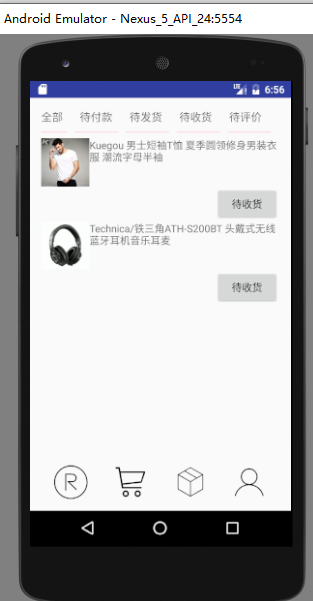 Android Emulator - Nexus_5_API_24:5554
LTE 6:56
全部 待付款 待发货 待收货 待评价
Kuegou 男士短袖T恤 夏季圆领修身男装衣
服 潮流字母半袖
待收货
Technica/铁三角ATH-S200BT 头戴式无线
蓝牙耳机音乐耳麦
待收货
R